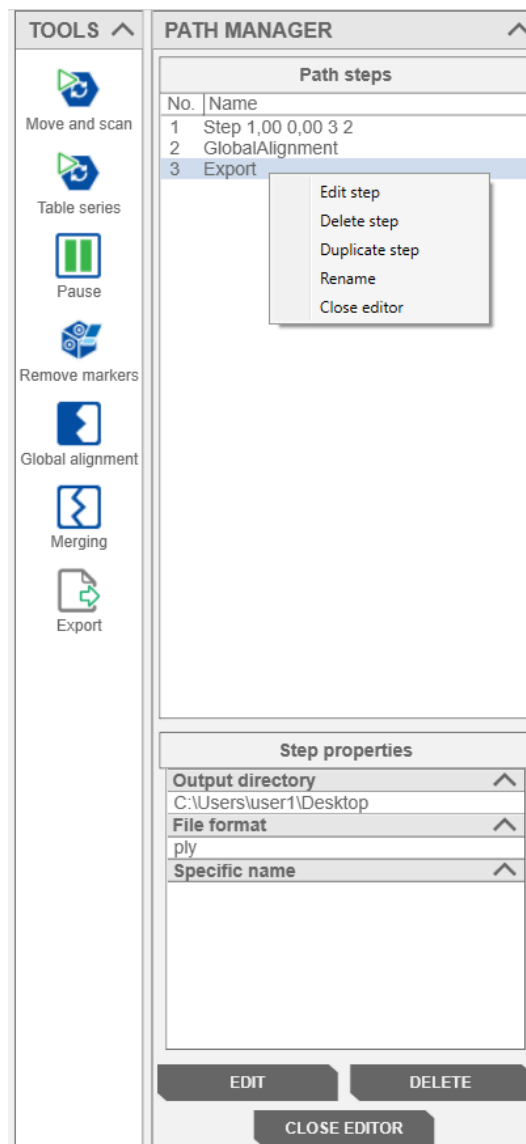 TOOLS
Move and scan
Table series
Pause
Remove markers
Global alignment
Merging
Export
PATH MANAGER
Path steps
No. Name
1 Step 1,00 0,00 3 2
2 GlobalAlignment
3 Export
Edit step
Delete step
Duplicate step
Rename
Close editor
Step properties
Output directory
C:\Users\user1\Desktop
File format
ply
Specific name
EDIT DELETE
CLOSE EDITOR